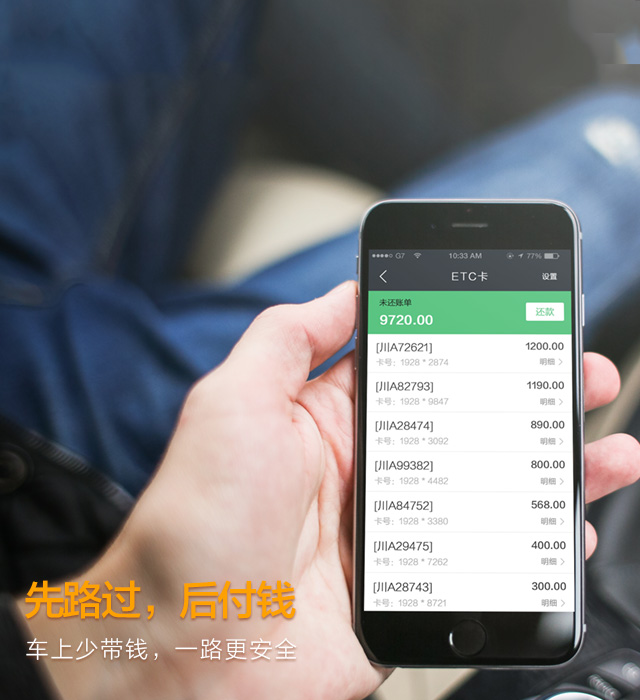 G7 10:33 AM 77%
ETC卡 设置
未还账单
9720.00 还款
[川A72621] 1200.00
卡号：1928 * 2874 明细
[川A82793] 1190.00
卡号：1928 * 9847 明细
[川A28474] 890.00
卡号：1928 * 3092 明细
[川A99382] 800.00
卡号：1928 * 4482 明细
[川A84752] 568.00
卡号：1928 * 3380 明细
[川A29475] 400.00
卡号：1928 * 7262 明细
[川A28743] 300.00
卡号：1928 * 8721 明细
先路过，后付钱
车上少带钱，一路更安全